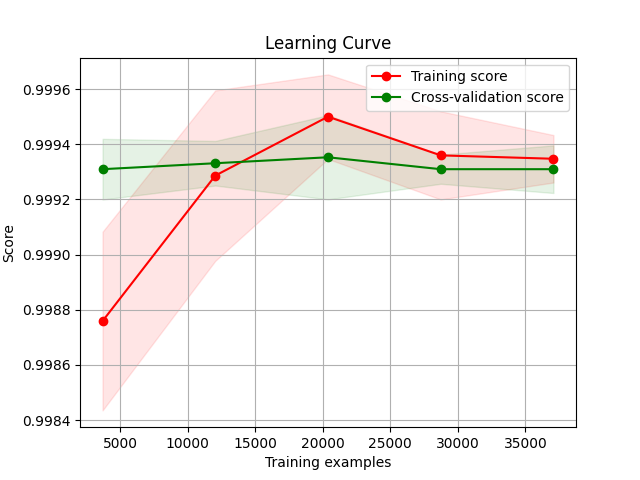 Learning Curve
Training score
Cross-validation score
0.9996
0.9994
0.9992
0.9990
0.9988
0.9986
0.9984
Score
5000 10000 15000 20000 25000 30000 35000
Training examples